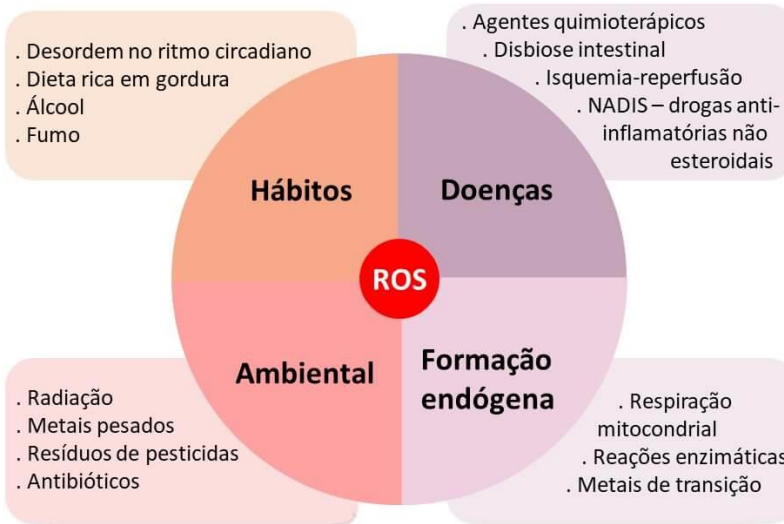 . Desordem no ritmo circadiano
. Dieta rica em gordura
. Álcool
. Fumo
. Agentes quimioterápicos
. Disbiose intestinal
. Isquemia-reperfusão
. NADIS – drogas anti-
inflamatórias não
esteroidais
Hábitos
Doenças
ROS
Ambiental
Formação
endógena
. Radiação
. Metais pesados
. Resíduos de pesticidas
. Antibióticos
. Respiração
mitocondrial
. Reações enzimáticas
. Metais de transição